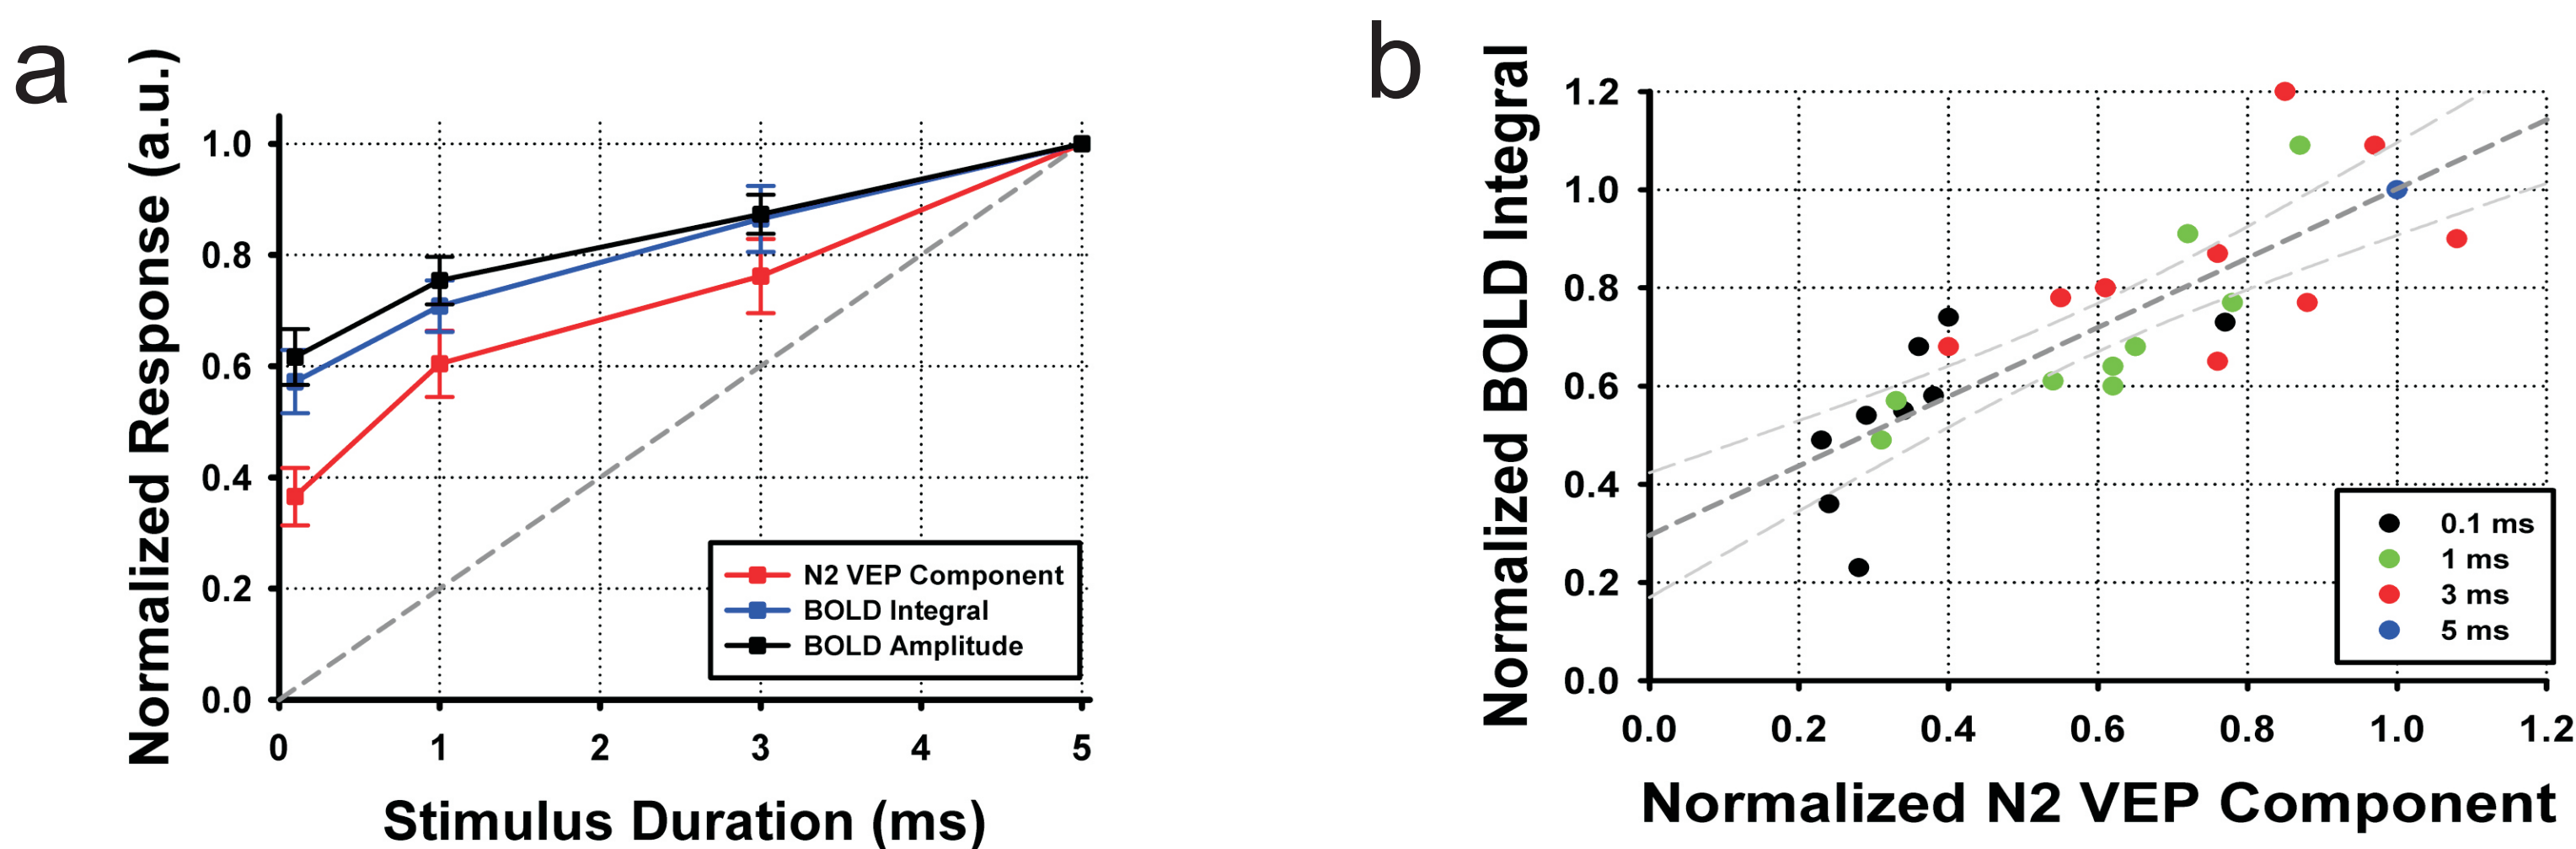 a
Normalized Response (a.u.)
1.0
0.8
0.6
0.4
0.2
0.0
0 1 2 3 4 5
Stimulus Duration (ms)
N2 VEP Component
BOLD Integral
BOLD Amplitude
b
Normalized BOLD Integral
1.2
1.0
0.8
0.6
0.4
0.2
0.0
0.0 0.2 0.4 0.6 0.8 1.0 1.2
Normalized N2 VEP Component
0.1 ms
1 ms
3 ms
5 ms